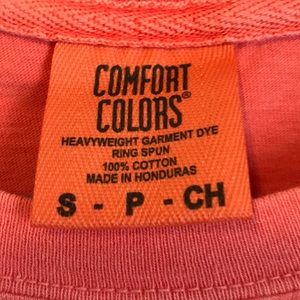 COMFORT
COLORS®
HEAVYWEIGHT GARMENT DYE
RING SPUN
100% COTTON
MADE IN HONDURAS
S - P - CH